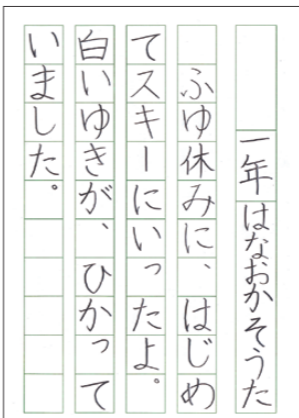 一年 はなおかそうた
ふゆ休みに、はじめ
てスキーにいったよ。
白いゆきが、ひかって
いました。